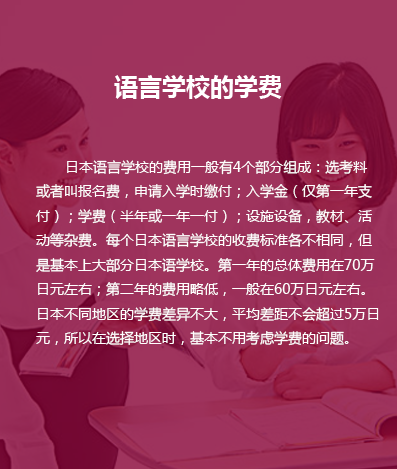 语言学校的学费
日本语言学校的费用一般有4个部分组成：选考料
或者叫报名费，申请入学时缴付；入学金（仅第一年支
付）；学费（半年或一年一付）；设施设备，教材、活
动等杂费。每个日本语言学校的收费标准各不相同，但
是基本上大部分日本语学校。第一年的总体费用在70万
日元左右；第二年的费用略低，一般在60万日元左右。
日本不同地区的学费差异不大，平均差距不会超过5万日
元，所以在选择地区时，基本不用考虑学费的问题。